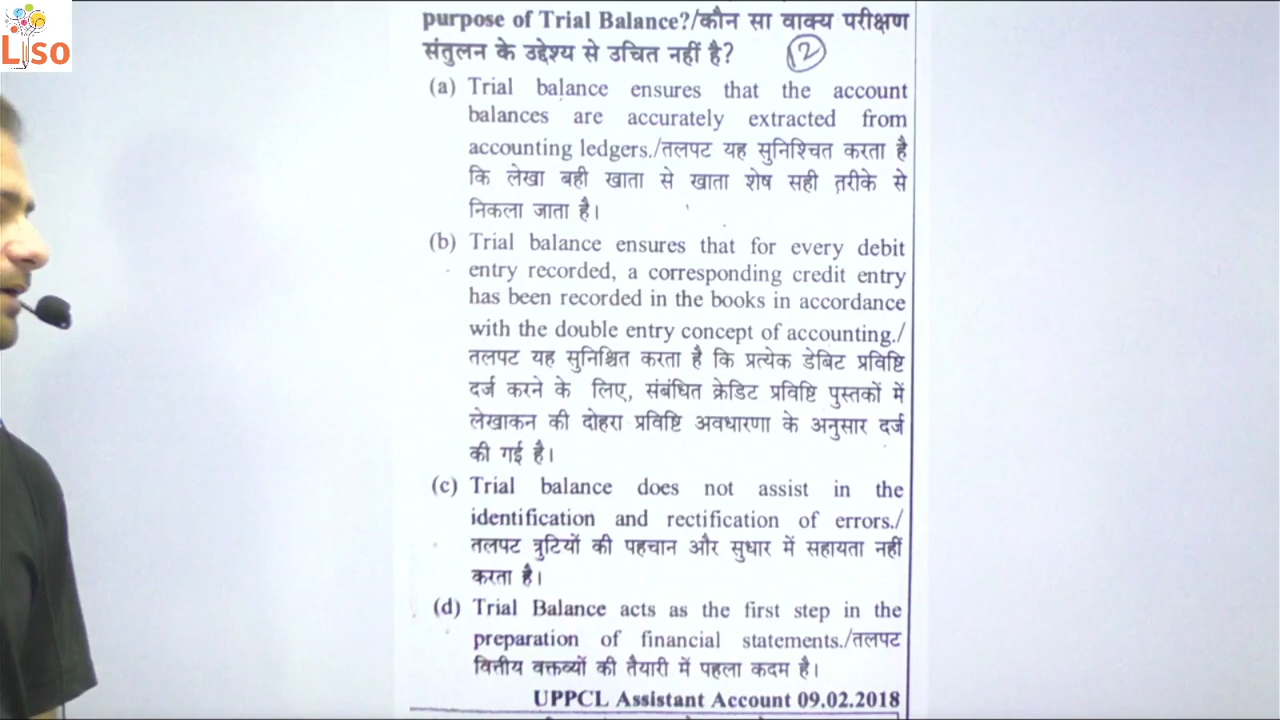 Liso
purpose of Trial Balance?/कौन सा वाक्य परीक्षण
संतुलन के उद्देश्य से उचित नहीं है?
2
(a) Trial balance ensures that the account
balances are accurately extracted from
accounting ledgers./तलपट यह सुनिश्चित करता है
कि लेखा बही खाता से खाता शेष सही तरीके से
निकला जाता है।
(b) Trial balance ensures that for every debit
entry recorded, a corresponding credit entry
has been recorded in the books in accordance
with the double entry concept of accounting./
तलपट यह सुनिश्चित करता है कि प्रत्येक डेबिट प्रविष्टि
दर्ज करने के लिए, संबंधित क्रेडिट प्रविष्टि पुस्तकों में
लेखाकन की दोहरा प्रविष्टि अवधारणा के अनुसार दर्ज
की गई है।
(c) Trial balance does not assist in the
identification and rectification of errors./
तलपट त्रुटियों की पहचान और सुधार में सहायता नहीं
करता है।
(d) Trial Balance acts as the first step in the
preparation of financial statements./तलपट
वित्तीय वक्तव्यों की तैयारी में पहला कदम है।
UPPCL Assistant Account 09.02.2018